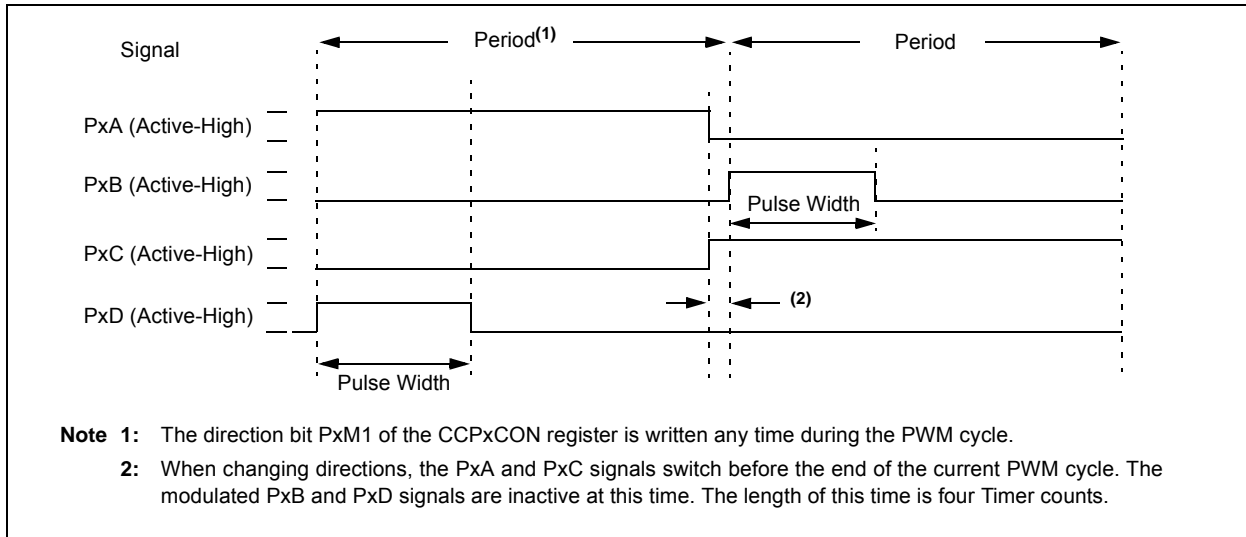 Signal
Period(1)
Period
PxA (Active-High)
PxB (Active-High)
Pulse Width
PxC (Active-High)
(2)
PxD (Active-High)
Pulse Width
Note 1: The direction bit PxM1 of the CCPxCON register is written any time during the PWM cycle.
2: When changing directions, the PxA and PxC signals switch before the end of the current PWM cycle. The
modulated PxB and PxD signals are inactive at this time. The length of this time is four Timer counts.